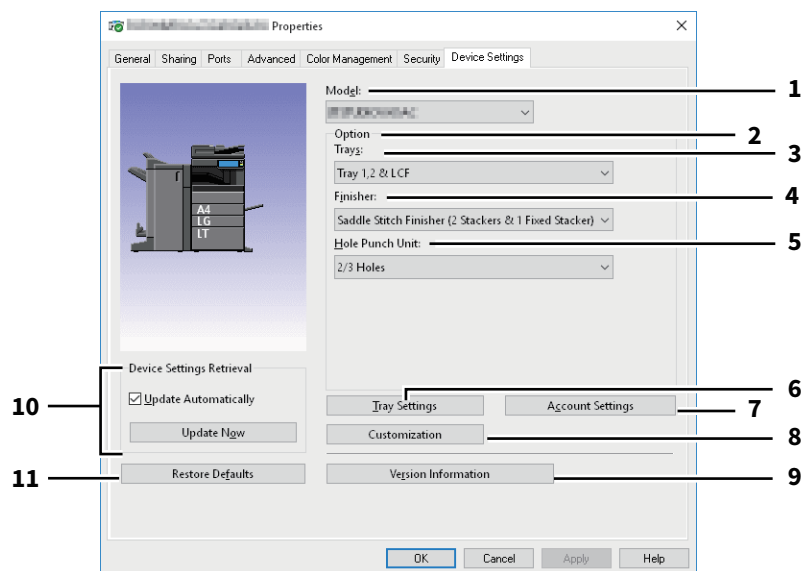 Properties
General Sharing Ports Advanced Color Management Security Device Settings
Model:
1
Option
2
Trays:
3
Tray 1,2 & LCF
Finisher:
4
Saddle Stitch Finisher (2 Stackers & 1 Fixed Stacker)
Hole Punch Unit:
5
2/3 Holes
A4
LG
LT
Device Settings Retrieval
10
Update Automatically
Update Now
6
Tray Settings
Account Settings
7
Customization
8
11
Restore Defaults
Version Information
9
OK Cancel Apply Help